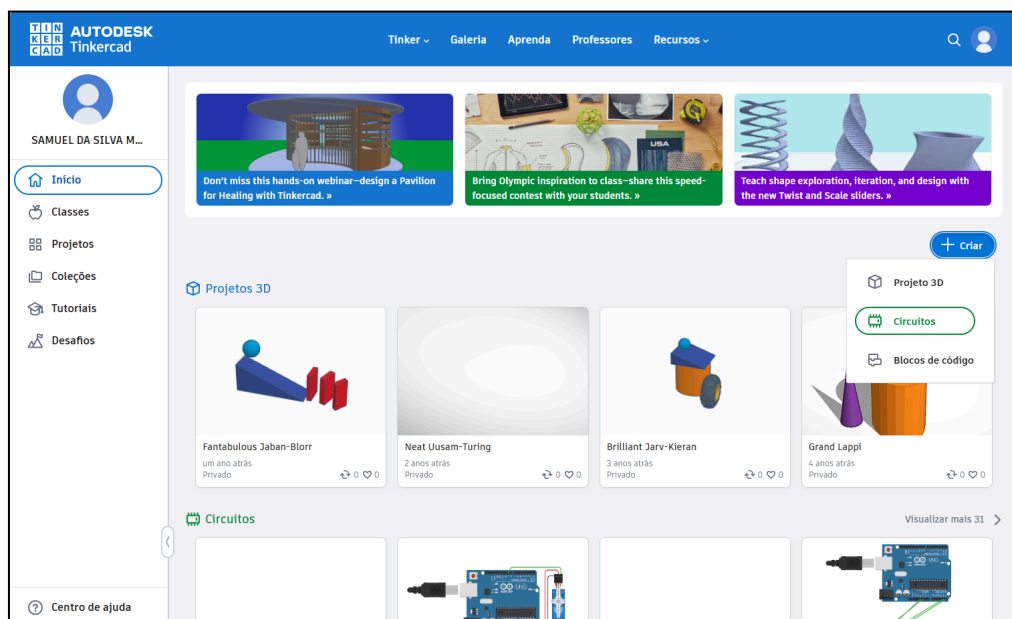 TIN
KER
CAD
AUTODESK
Tinkercad
Tinker
Galeria
Aprenda
Professores
Recursos
SAMUEL DA SILVA M...
Início
Classes
Projetos
Coleções
Tutoriais
Desafios
Centro de ajuda
Don't miss this hands-on webinar—design a Pavilion
for Healing with Tinkercad. »
USA
Bring Olympic inspiration to class—share this speed-
focused contest with your students. »
Teach shape exploration, iteration, and design with
the new Twist and Scale sliders. »
+ Criar
Projeto 3D
Circuitos
Blocos de código
Projetos 3D
Fantabulous Jaban-Blorr
um ano atrás
Privado
0 0
Neat Uusam-Turing
2 anos atrás
Privado
0 0
Brilliant Jarv-Kieran
3 anos atrás
Privado
0 0
Grand Lappi
4 anos atrás
Privado
0 0
Circuitos
Visualizar mais 31
UNO
UNO